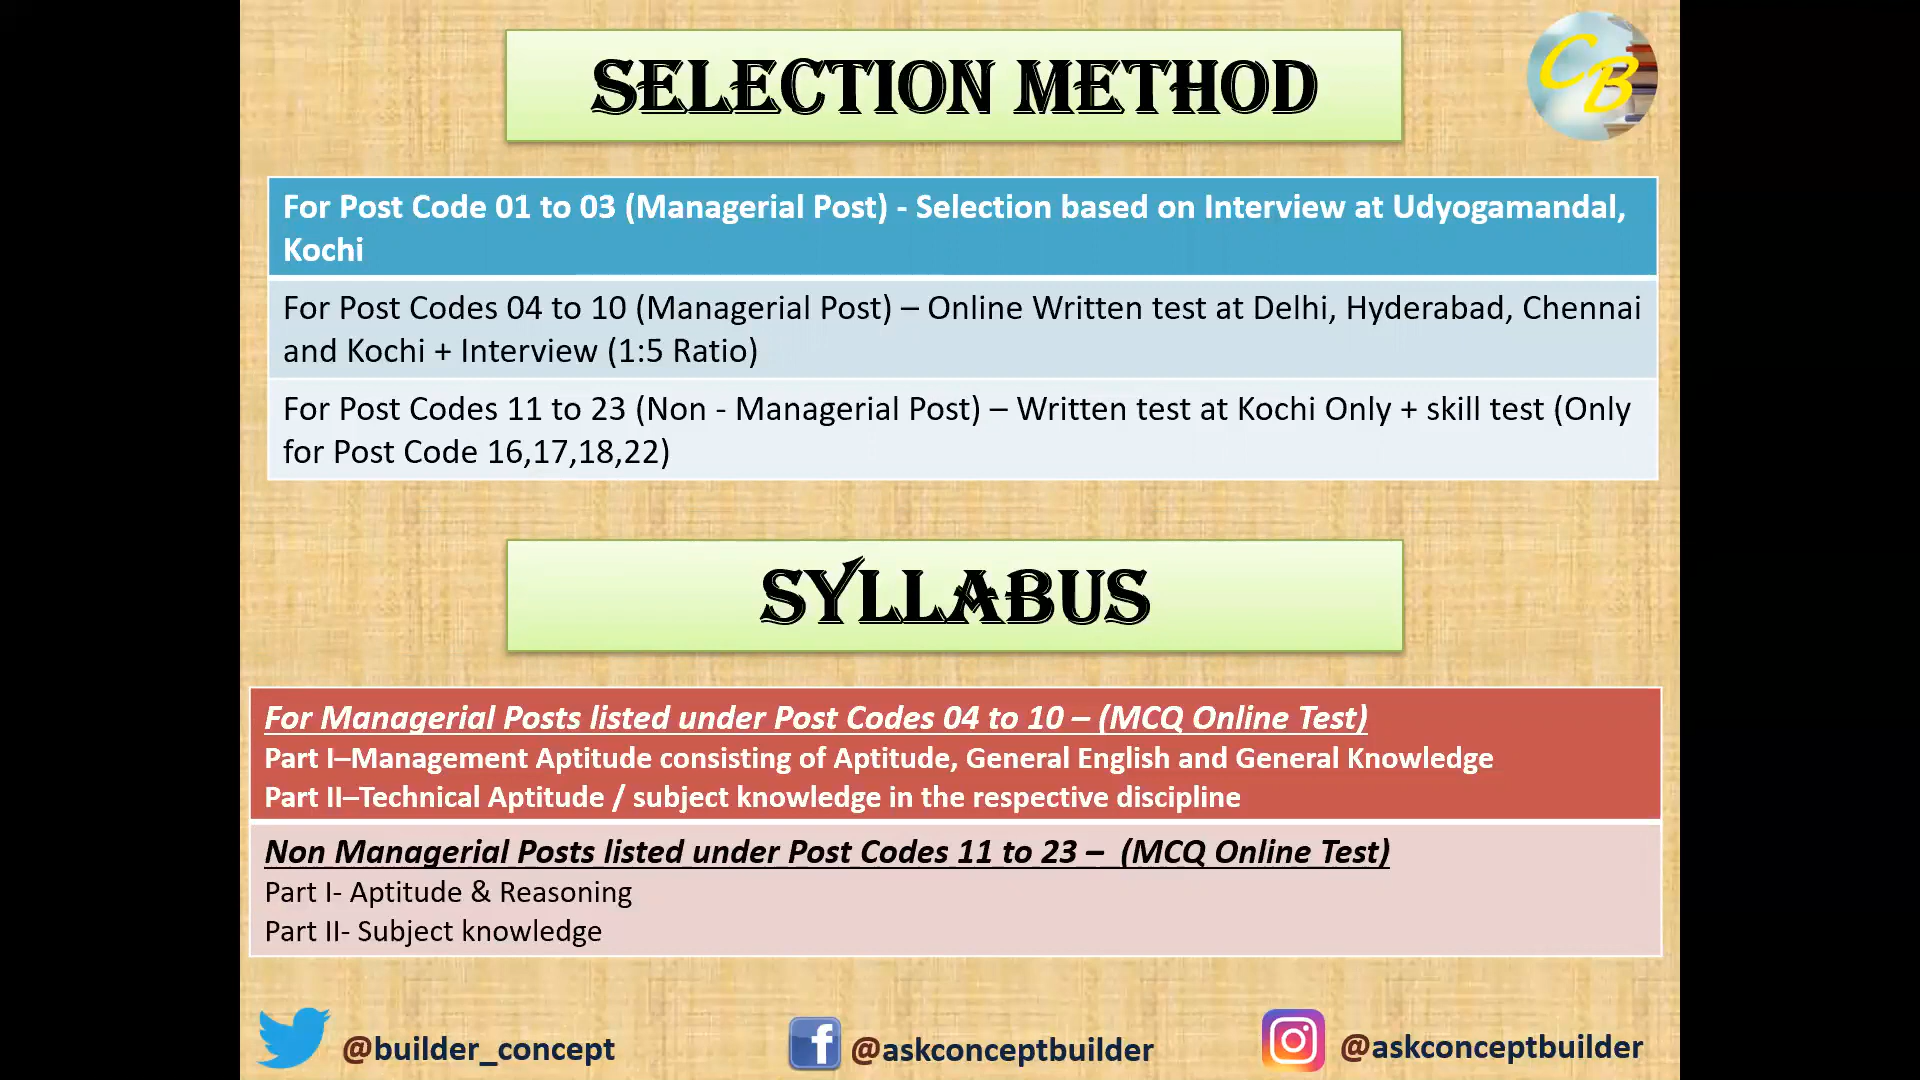 SELECTION METHOD
CB
For Post Code 01 to 03 (Managerial Post) - Selection based on Interview at Udyogamandal,
Kochi
For Post Codes 04 to 10 (Managerial Post) – Online Written test at Delhi, Hyderabad, Chennai
and Kochi + Interview (1:5 Ratio)
For Post Codes 11 to 23 (Non - Managerial Post) – Written test at Kochi Only + skill test (Only
for Post Code 16,17,18,22)
SYLLABUS
For Managerial Posts listed under Post Codes 04 to 10 – (MCQ Online Test)
Part I–Management Aptitude consisting of Aptitude, General English and General Knowledge
Part II–Technical Aptitude / subject knowledge in the respective discipline
Non Managerial Posts listed under Post Codes 11 to 23 – (MCQ Online Test)
Part I- Aptitude & Reasoning
Part II- Subject knowledge
@builder_concept
@askconceptbuilder
@askconceptbuilder